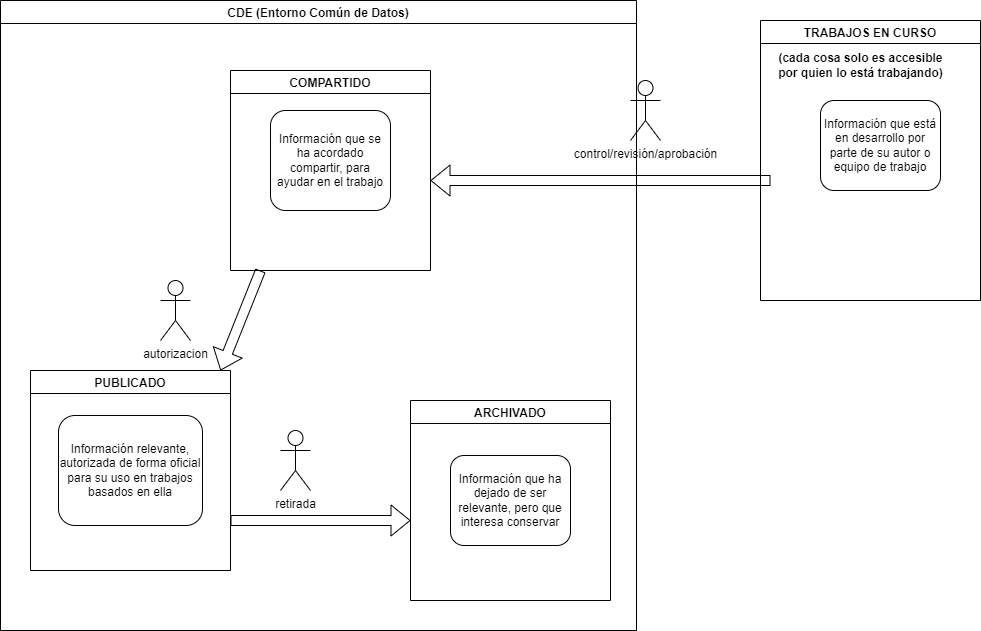 CDE (Entorno Común de Datos)
TRABAJOS EN CURSO
(cada cosa solo es accesible
por quien lo está trabajando)
Información que está
en desarrollo por
parte de su autor o
equipo de trabajo
COMPARTIDO
Información que se
ha acordado
compartir, para
ayudar en el trabajo
control/revisión/aprobación
autorizacion
PUBLICADO
Información relevante,
autorizada de forma oficial
para su uso en trabajos
basados en ella
retirada
ARCHIVADO
Información que ha
dejado de ser
relevante, pero que
interesa conservar